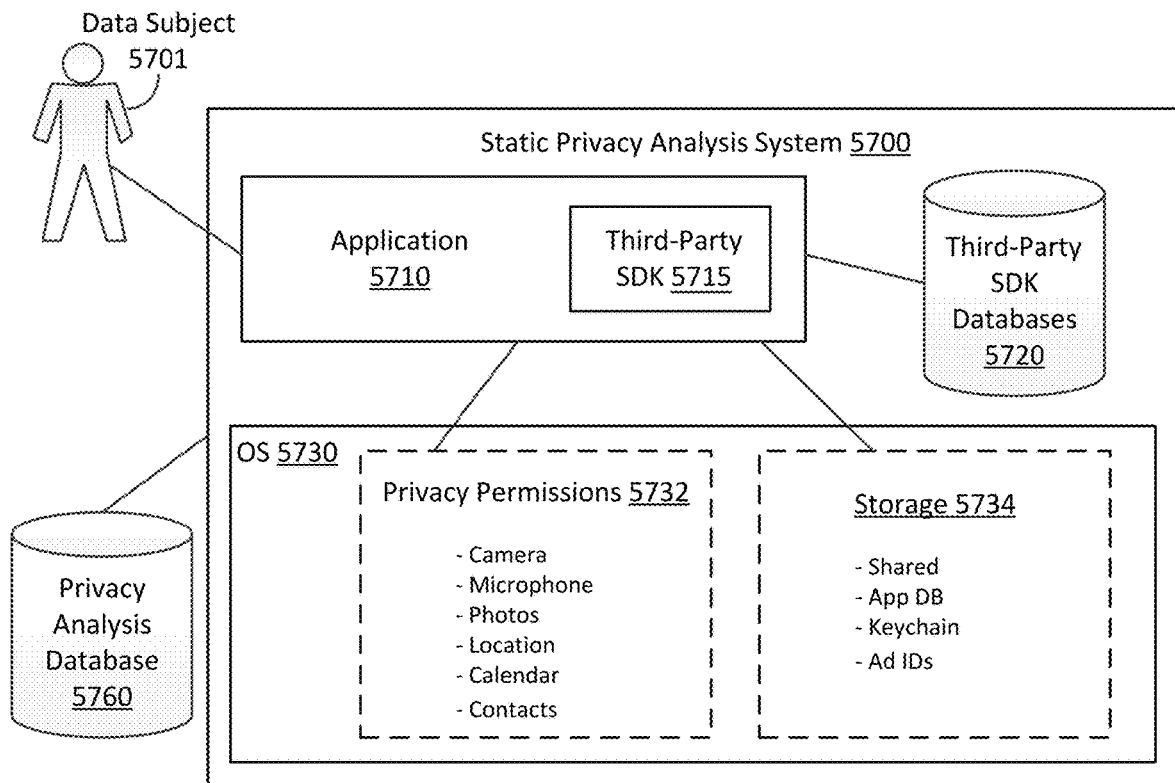 Data Subject
5701
Static Privacy Analysis System 5700
Application
5710
Third-Party
SDK 5715
Third-Party
SDK
Databases
5720
OS 5730
Privacy Permissions 5732
- Camera
- Microphone
- Photos
- Location
- Calendar
- Contacts
Storage 5734
- Shared
- App DB
- Keychain
- Ad IDs
Privacy
Analysis
Database
5760